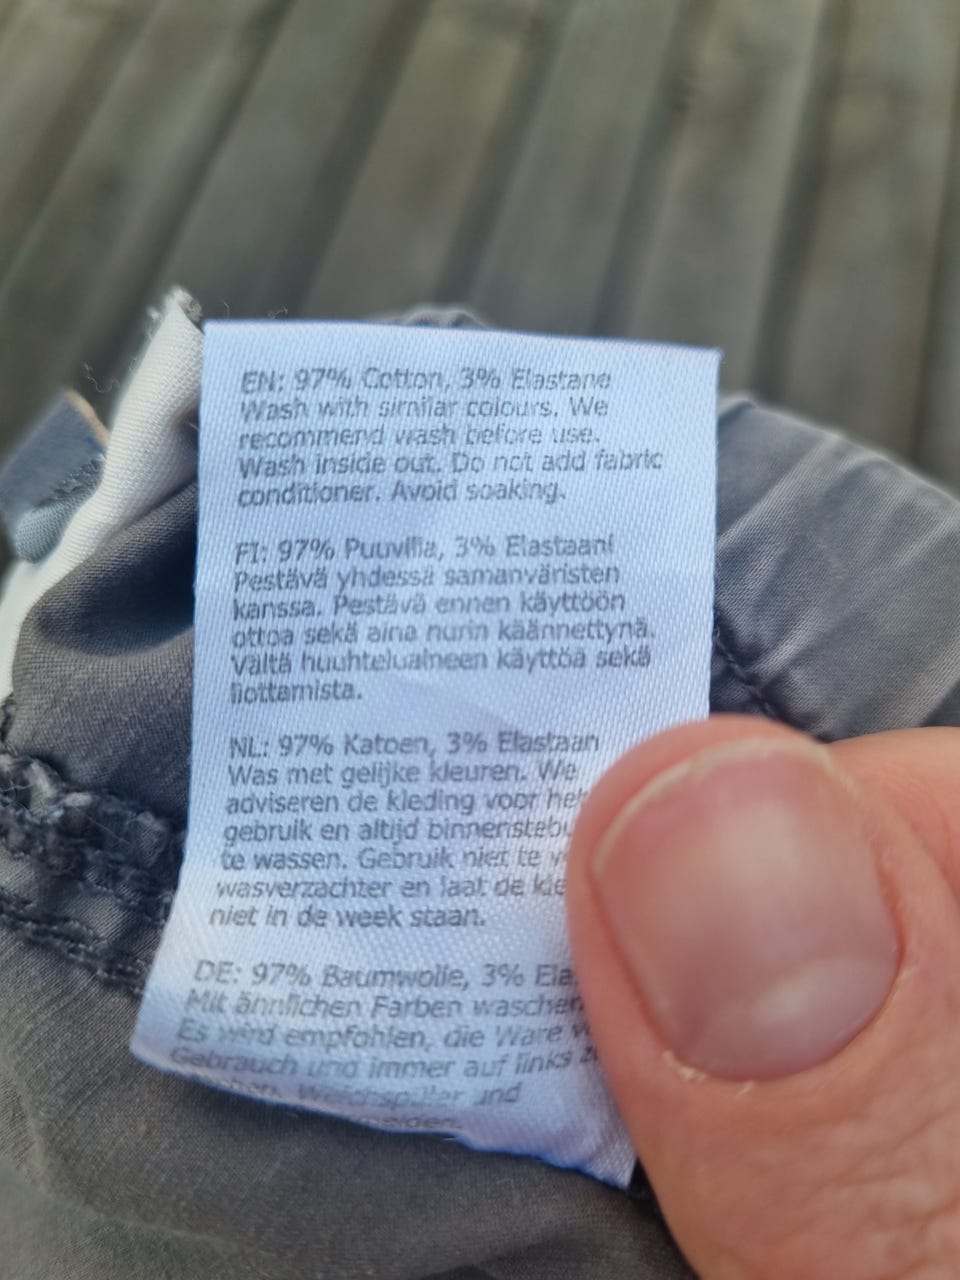 EN: 97% Cotton, 3% Elastane
Wash with similar colours. We
recommend wash before use.
Wash inside out. Do not add fabric
conditioner. Avoid soaking.
FI: 97% Puuvilla, 3% Elastaani
Pestävä yhdessä samanväristen
kanssa. Pestävä ennen käyttöön
ottoa sekä aina nurin käännettynä.
Vältä huuhteluaineen käyttöä sekä
liottamista.
NL: 97% Katoen, 3% Elastaan
Was met gelijke kleuren. We
adviseren de kleding voor het
gebruik en altijd
te wassen. Gebruik niet te
wasverzachter en laat de
niet in de week staan.
DE: 97% Baumwolle, 3%
Mit ähnlichen Farben waschen
Es wird empfohlen, die Ware
Gebrauch und immer auf links
Weichspüler und